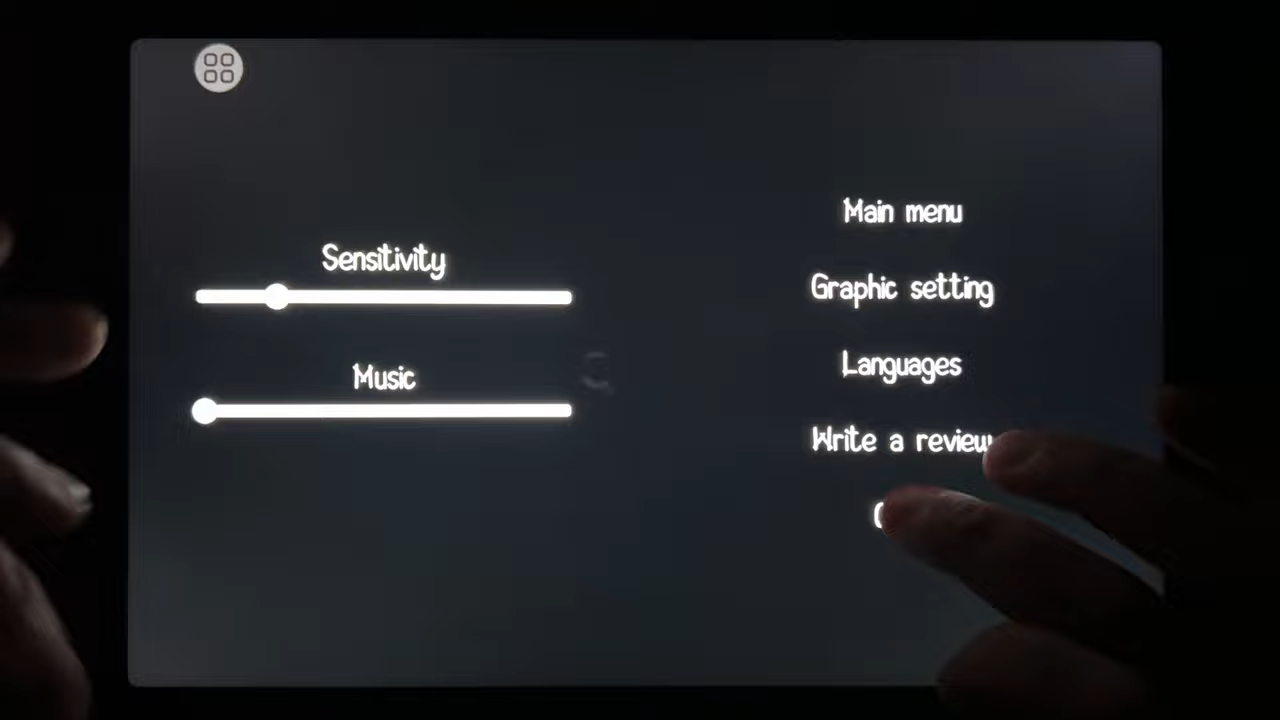 Sensitivity
Music
Main menu
Graphic setting
Languages
Write a review